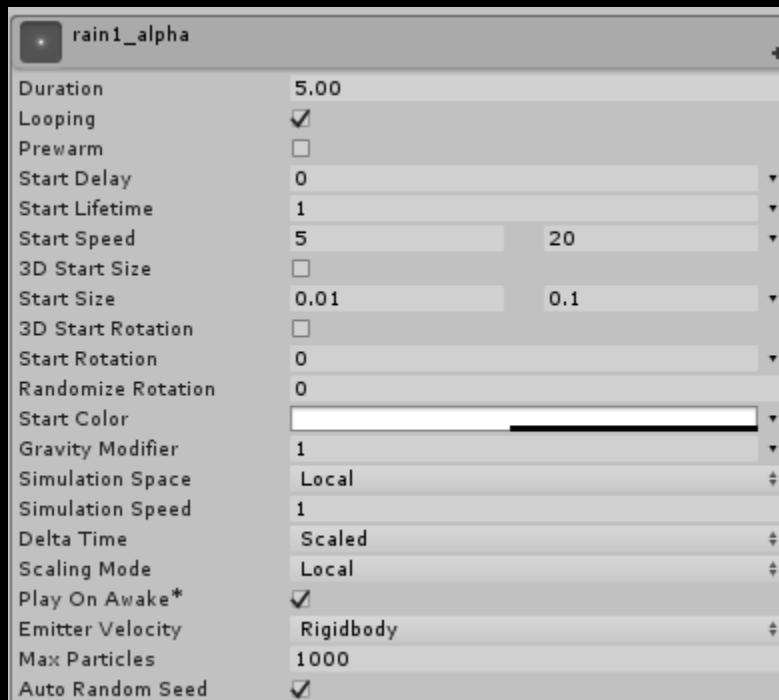 rain1_alpha
Duration 5.00
Looping
Prewarm
Start Delay 0
Start Lifetime 1
Start Speed 5 20
3D Start Size
Start Size 0.01 0.1
3D Start Rotation
Start Rotation 0
Randomize Rotation 0
Start Color
Gravity Modifier 1
Simulation Space Local
Simulation Speed 1
Delta Time Scaled
Scaling Mode Local
Play On Awake*
Emitter Velocity Rigidbody
Max Particles 1000
Auto Random Seed